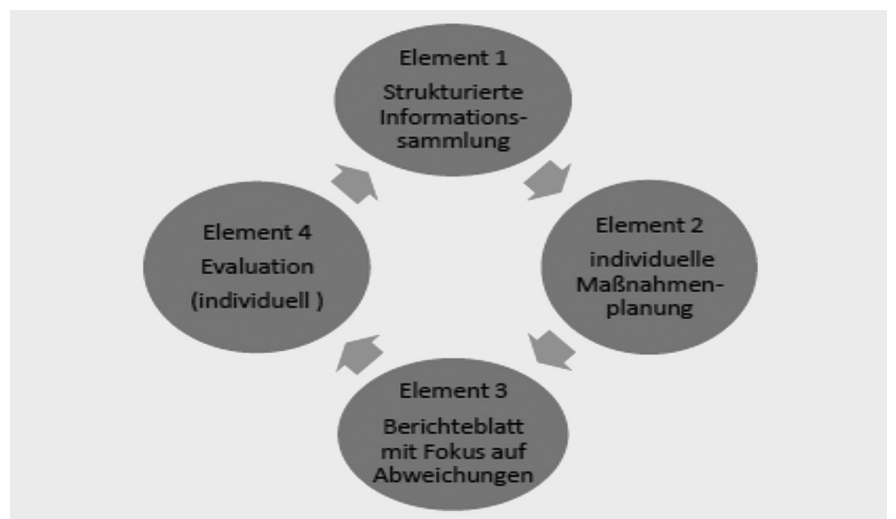 Element 1
Strukturierte
Informations-
sammlung
Element 2
individuelle
Maßnahmen-
planung
Element 3
Berichteblatt
mit Fokus auf
Abweichungen
Element 4
Evaluation
(individuell )